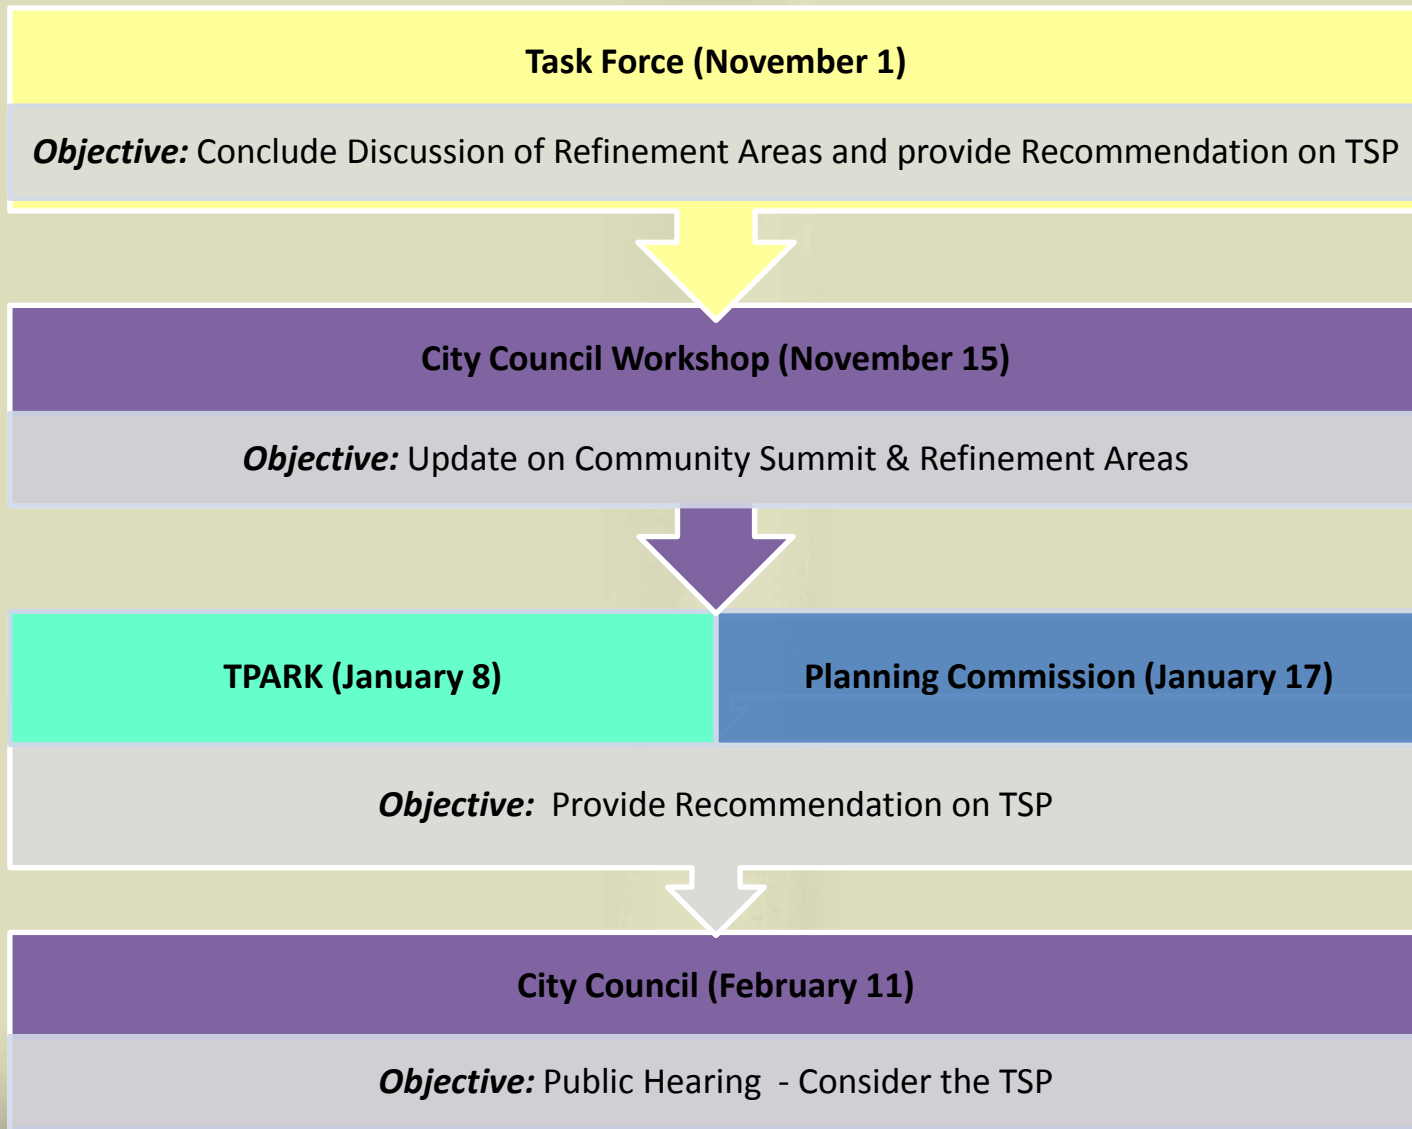 Task Force (November 1)
Objective: Conclude Discussion of Refinement Areas and provide Recommendation on TSP
City Council Workshop (November 15)
Objective: Update on Community Summit & Refinement Areas
TPARK (January 8)
Planning Commission (January 17)
Objective: Provide Recommendation on TSP
City Council (February 11)
Objective: Public Hearing - Consider the TSP